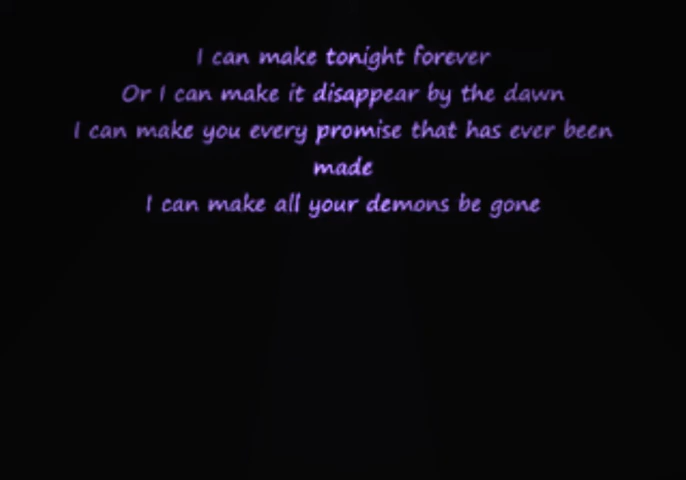 I can make tonight forever
Or I can make it disappear by the dawn
I can make you every promise that has ever been
made
I can make all your demons be gone